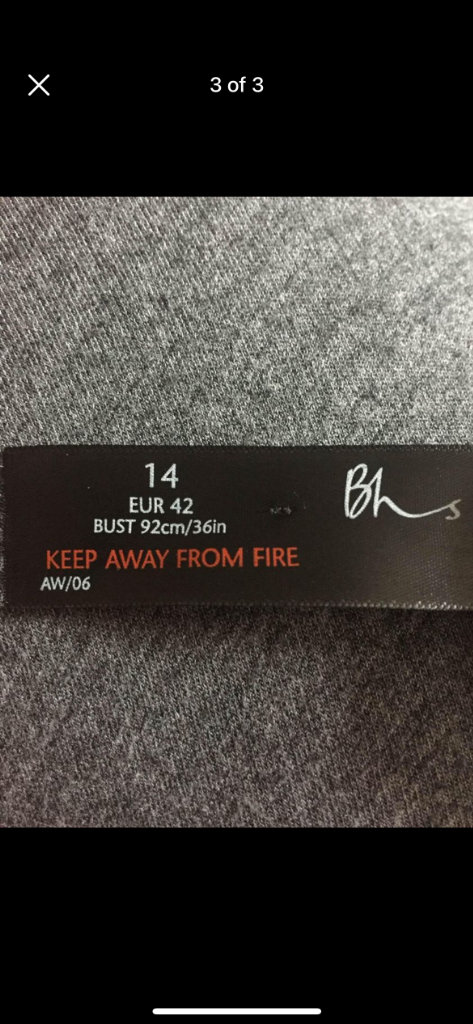 3 of 3
14
EUR 42
BUST 92cm/36in
KEEP AWAY FROM FIRE
AW/06
Bhs